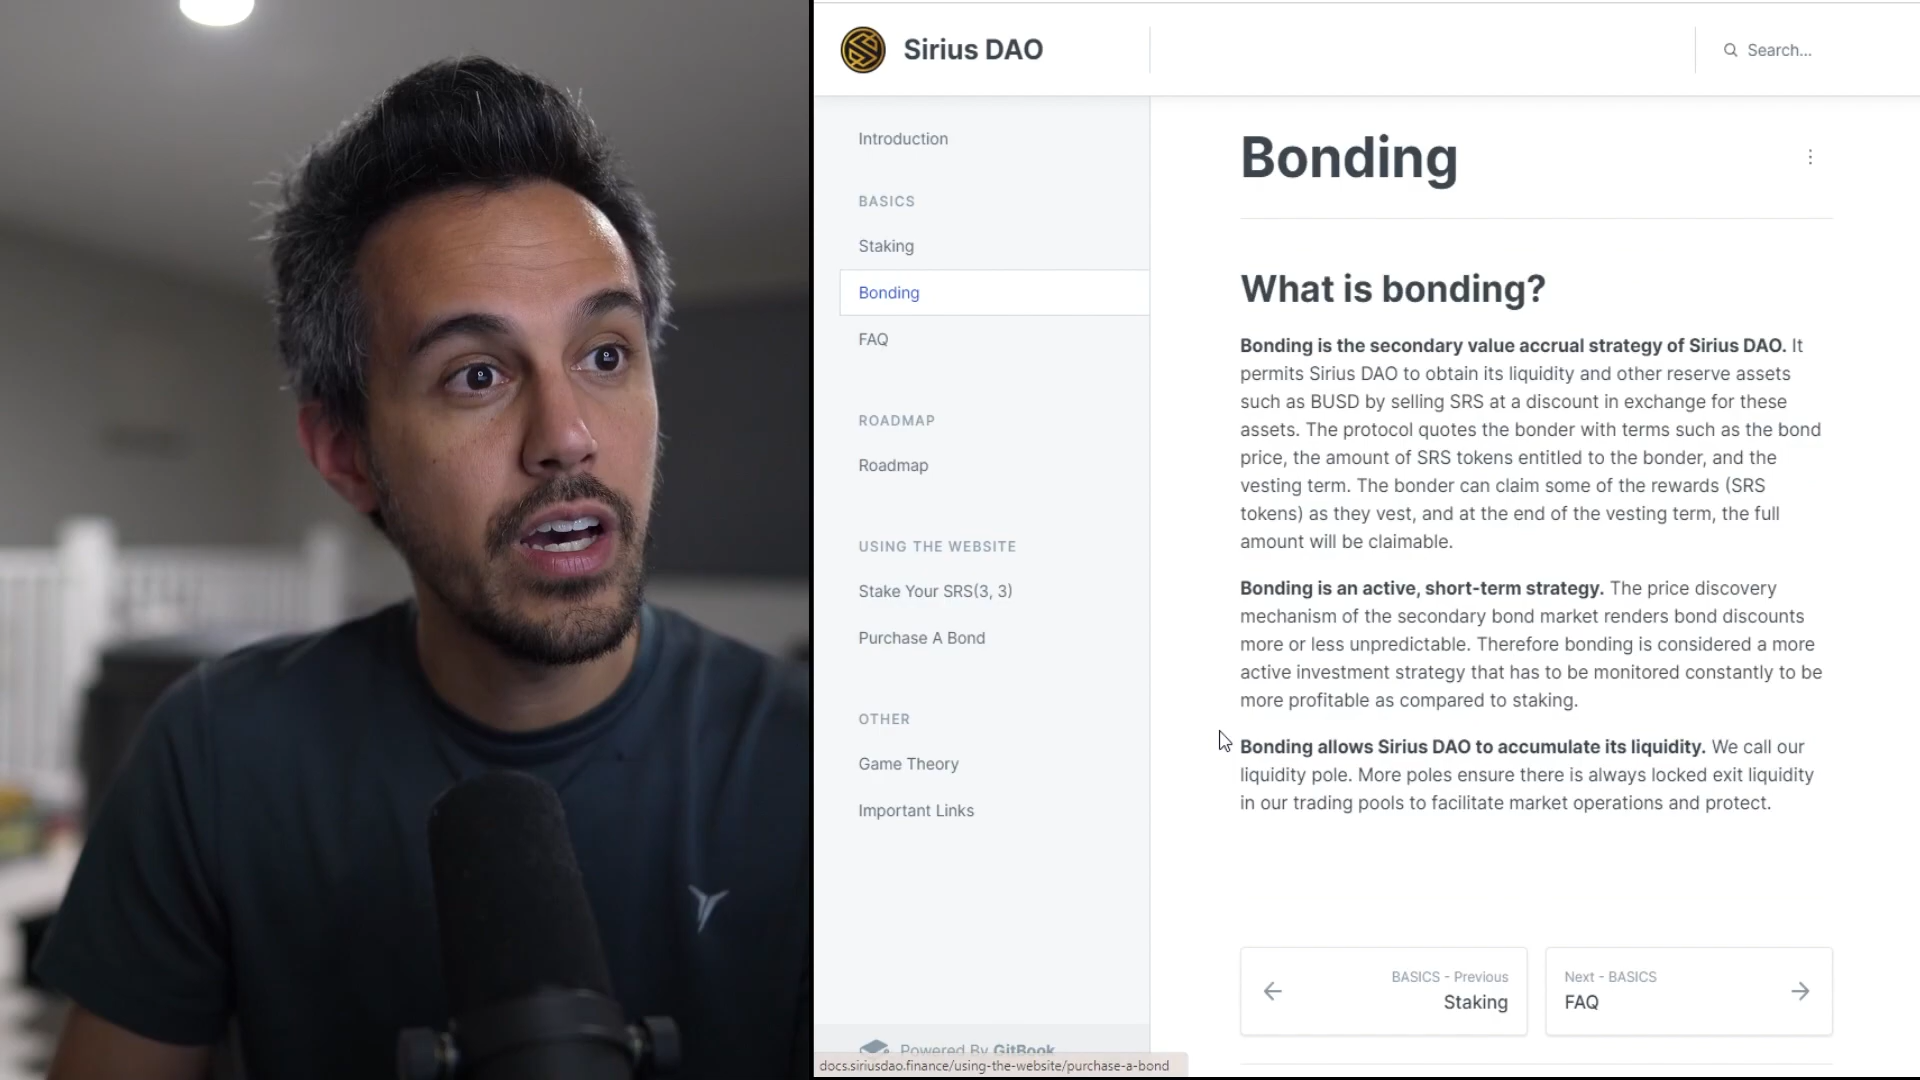 Sirius DAO
Search...
Introduction
BASICS
Staking
Bonding
FAQ
ROADMAP
Roadmap
USING THE WEBSITE
Stake Your SRS(3, 3)
Purchase A Bond
OTHER
Game Theory
Important Links
Powered By GitBook
docs.siriusdao.finance/using-the-website/purchase-a-bond
Bonding
What is bonding?
Bonding is the secondary value accrual strategy of Sirius DAO. It
permits Sirius DAO to obtain its liquidity and other reserve assets
such as BUSD by selling SRS at a discount in exchange for these
assets. The protocol quotes the bonder with terms such as the bond
price, the amount of SRS tokens entitled to the bonder, and the
vesting term. The bonder can claim some of the rewards (SRS
tokens) as they vest, and at the end of the vesting term, the full
amount will be claimable.
Bonding is an active, short-term strategy. The price discovery
mechanism of the secondary bond market renders bond discounts
more or less unpredictable. Therefore bonding is considered a more
active investment strategy that has to be monitored constantly to be
more profitable as compared to staking.
Bonding allows Sirius DAO to accumulate its liquidity. We call our
liquidity pole. More poles ensure there is always locked exit liquidity
in our trading pools to facilitate market operations and protect.
BASICS - Previous
Staking
Next - BASICS
FAQ